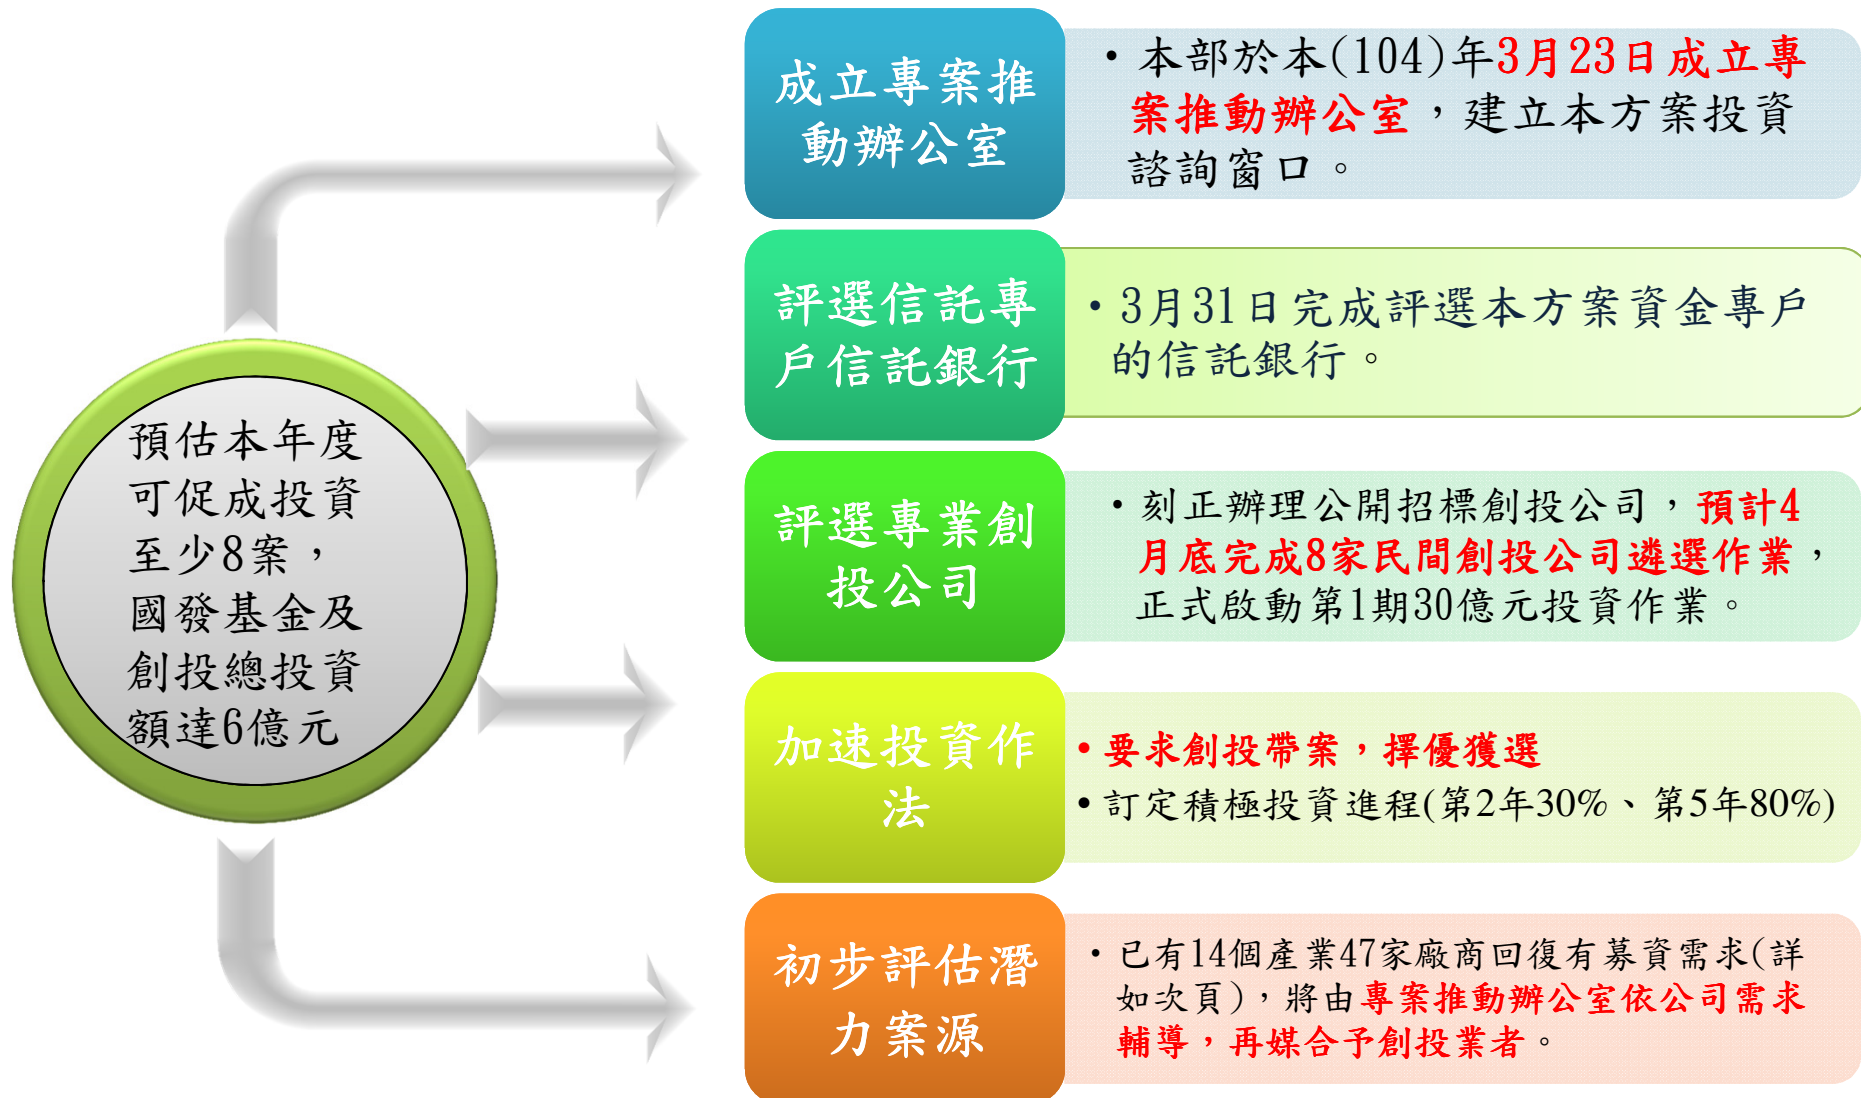 預估本年度
可促成投資
至少8案，
國發基金及
創投總投資
額達6億元
成立專案推
動辦公室
•本部於本(104)年3月23日成立專
案推動辦公室，建立本方案投資
諮詢窗口。
評選信託專
戶信託銀行
•3月31日完成評選本方案資金專戶
的信託銀行。
評選專業創
投公司
•刻正辦理公開招標創投公司，預計4
月底完成8家民間創投公司遴選作業，
正式啟動第1期30億元投資作業。
加速投資作
法
•要求創投帶案，擇優獲選
•訂定積極投資進程(第2年30%、第5年80%)
初步評估潛
力案源
•已有14個產業47家廠商回復有募資需求(詳
如次頁)，將由專案推動辦公室依公司需求
輔導，再媒合予創投業者。